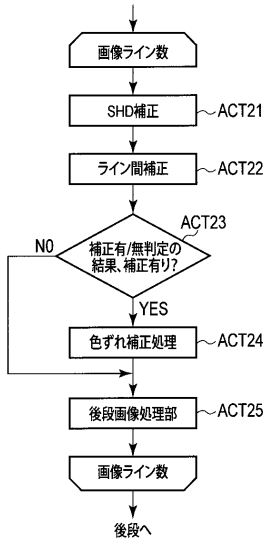 画像ライン数
SHD補正
ACT21
ライン間補正
ACT22
ACT23
補正有/無判定の
結果、補正有り?
NO
YES
色ずれ補正処理
ACT24
後段画像処理部
ACT25
画像ライン数
後段へ